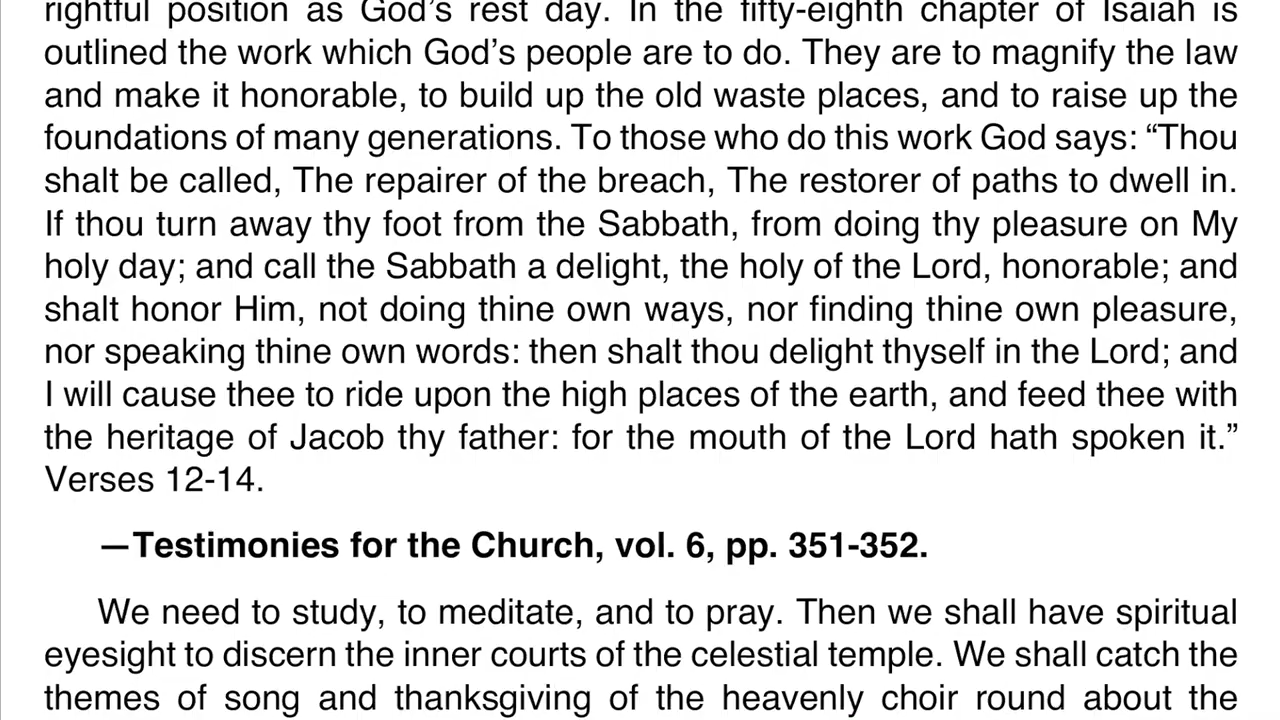 rightful position as God’s rest day. In the fifty-eighth chapter of Isaiah is
outlined the work which God’s people are to do. They are to magnify the law
and make it honorable, to build up the old waste places, and to raise up the
foundations of many generations. To those who do this work God says: “Thou
shalt be called, The repairer of the breach, The restorer of paths to dwell in.
If thou turn away thy foot from the Sabbath, from doing thy pleasure on My
holy day; and call the Sabbath a delight, the holy of the Lord, honorable; and
shalt honor Him, not doing thine own ways, nor finding thine own pleasure,
nor speaking thine own words: then shalt thou delight thyself in the Lord; and
I will cause thee to ride upon the high places of the earth, and feed thee with
the heritage of Jacob thy father: for the mouth of the Lord hath spoken it.”
Verses 12-14.
—Testimonies for the Church, vol. 6, pp. 351-352.
We need to study, to meditate, and to pray. Then we shall have spiritual
eyesight to discern the inner courts of the celestial temple. We shall catch the
themes of song and thanksgiving of the heavenly choir round about the